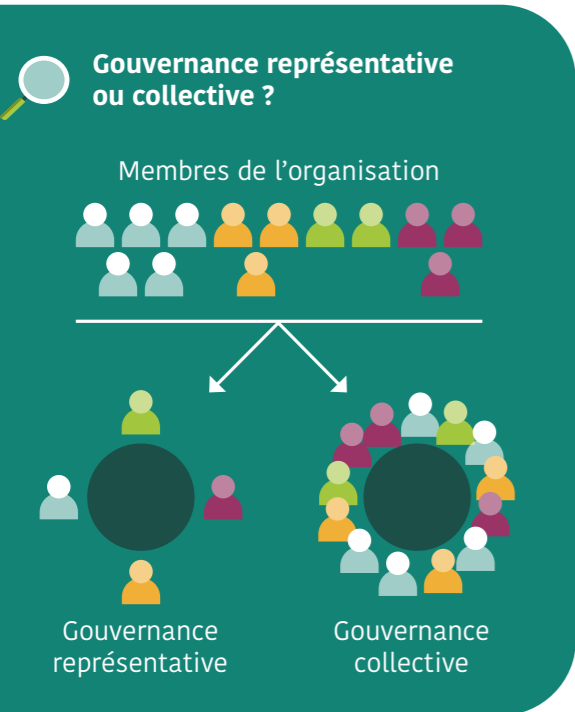 Gouvernance représentative
ou collective ?
Membres de l’organisation
Gouvernance
représentative
Gouvernance
collective